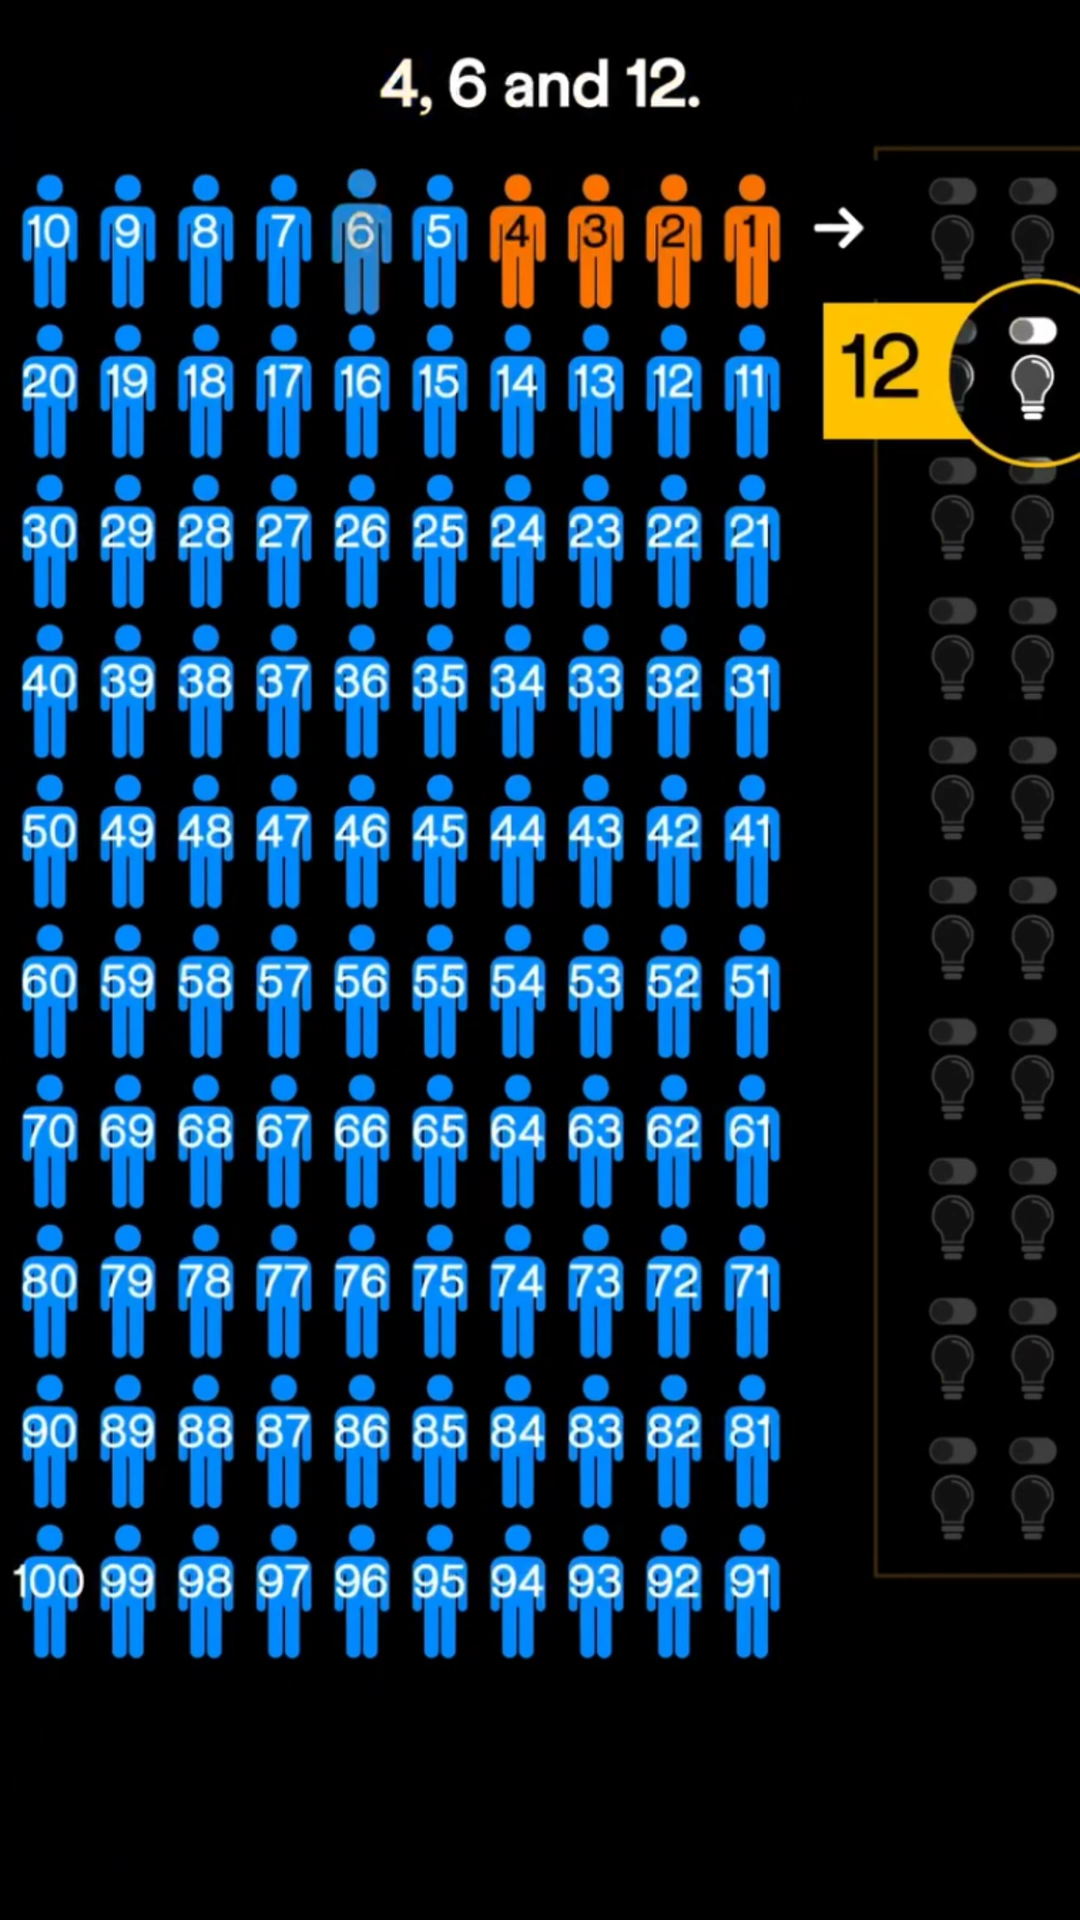 4, 6 and 12.
10 9 8 7 6 5 4 3 2 1
12
20 19 18 17 16 15 14 13 12 11
30 29 28 27 26 25 24 23 22 21
40 39 38 37 36 35 34 33 32 31
50 49 48 47 46 45 44 43 42 41
60 59 58 57 56 55 54 53 52 51
70 69 68 67 66 65 64 63 62 61
80 79 78 77 76 75 74 73 72 71
90 89 88 87 86 85 84 83 82 81
100 99 98 97 96 95 94 93 92 91